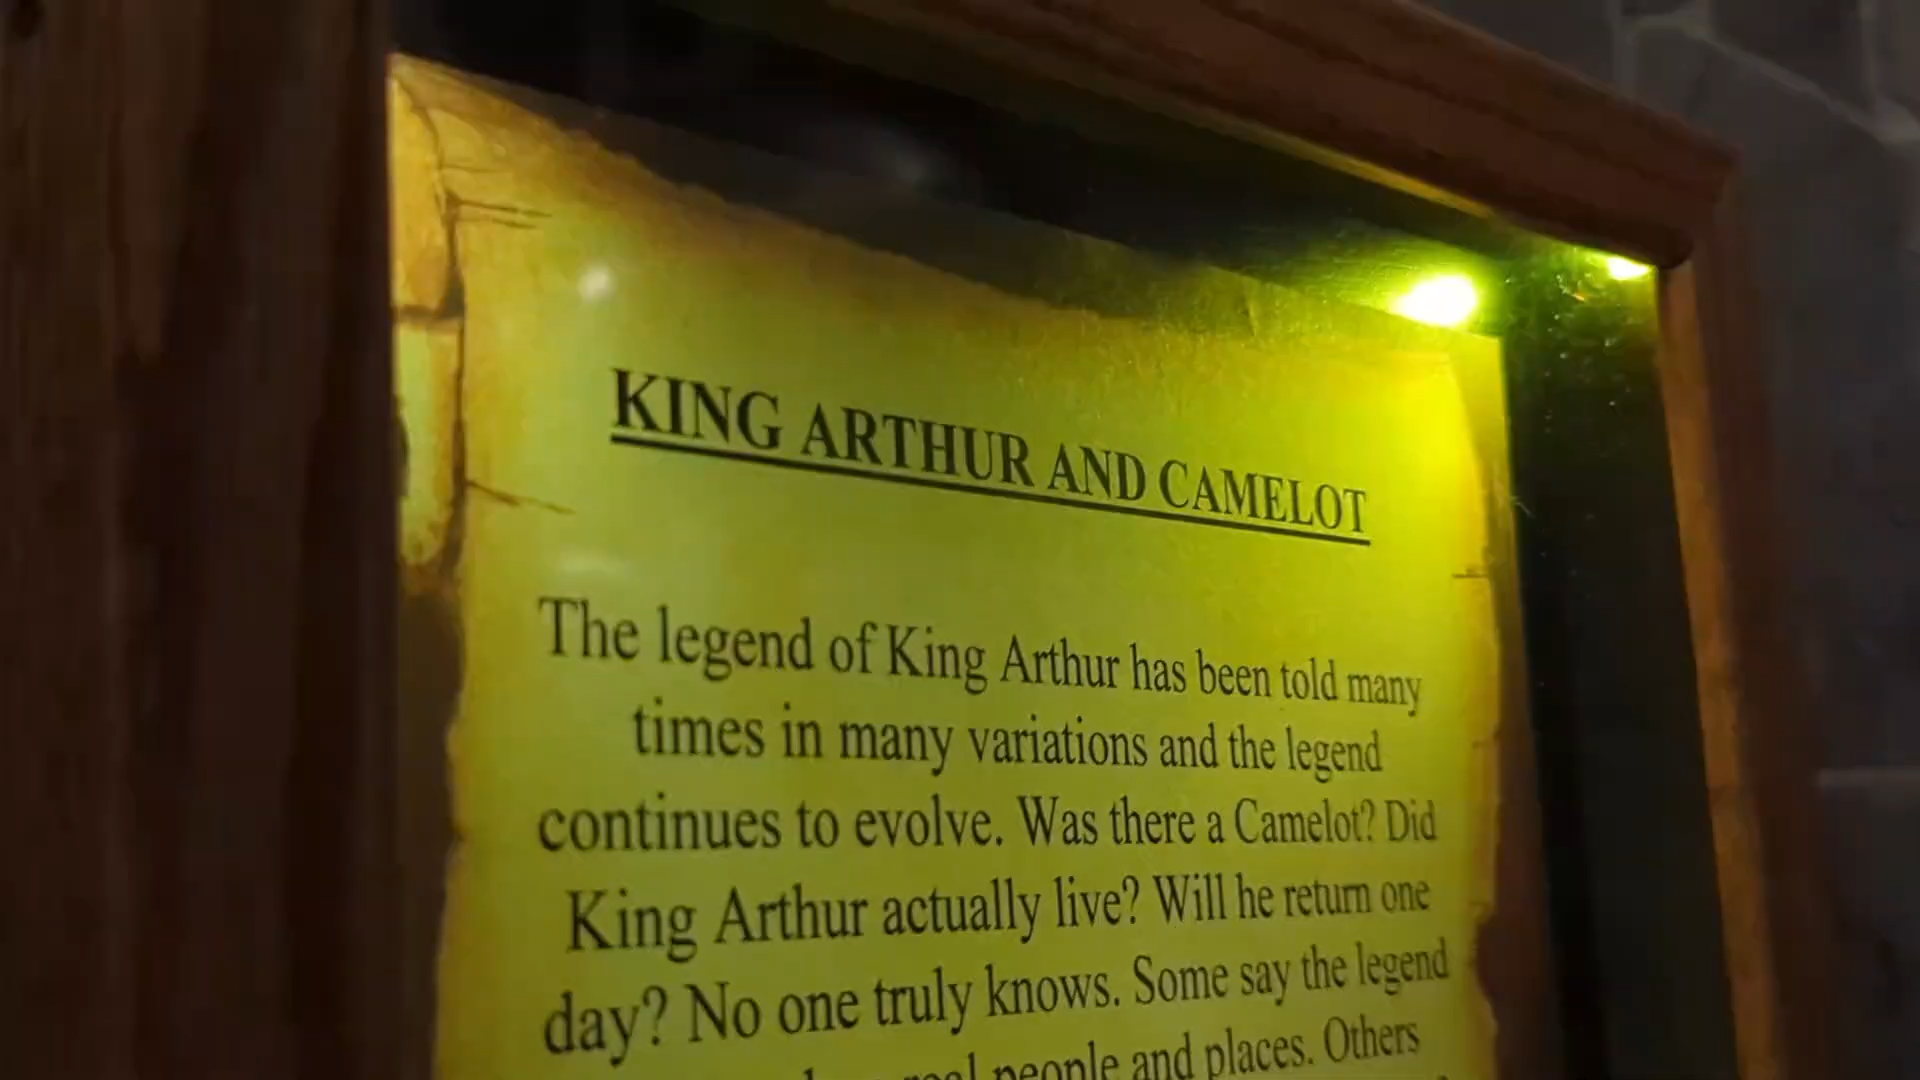 KING ARTHUR AND CAMELOT
The legend of King Arthur has been told many
times in many variations and the legend
continues to evolve. Was there a Camelot? Did
King Arthur actually live? Will he return one
day? No one truly knows. Some say the legend
real people and places. Others